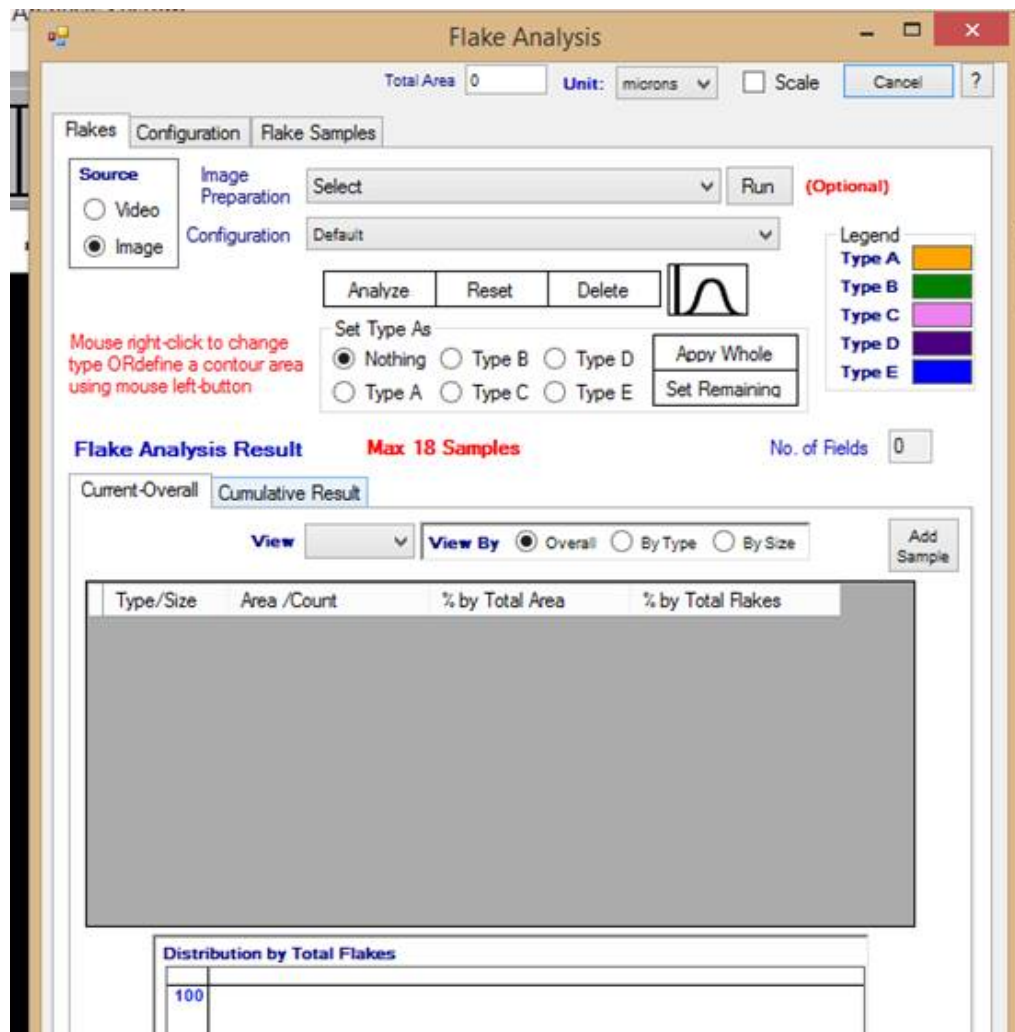 Flake Analysis
Total Area 0 Unit: microns Scale Cancel ?
Flakes Configuration Flake Samples
Source
Video
Image
Image
Preparation
Select Run (Optional)
Configuration Default
Legend
Type A
Type B
Type C
Type D
Type E
Analyze Reset Delete
Mouse right-click to change
type ORdefine a contour area
using mouse left-button
Set Type As
Nothing Type B Type D
Type A Type C Type E
Appy Whole
Set Remaining
Flake Analysis Result Max 18 Samples No. of Fields 0
Current-Overall Cumulative Result
View View By Overall By Type By Size
Add
Sample
Type/Size Area /Count % by Total Area % by Total Flakes
Distribution by Total Flakes
100